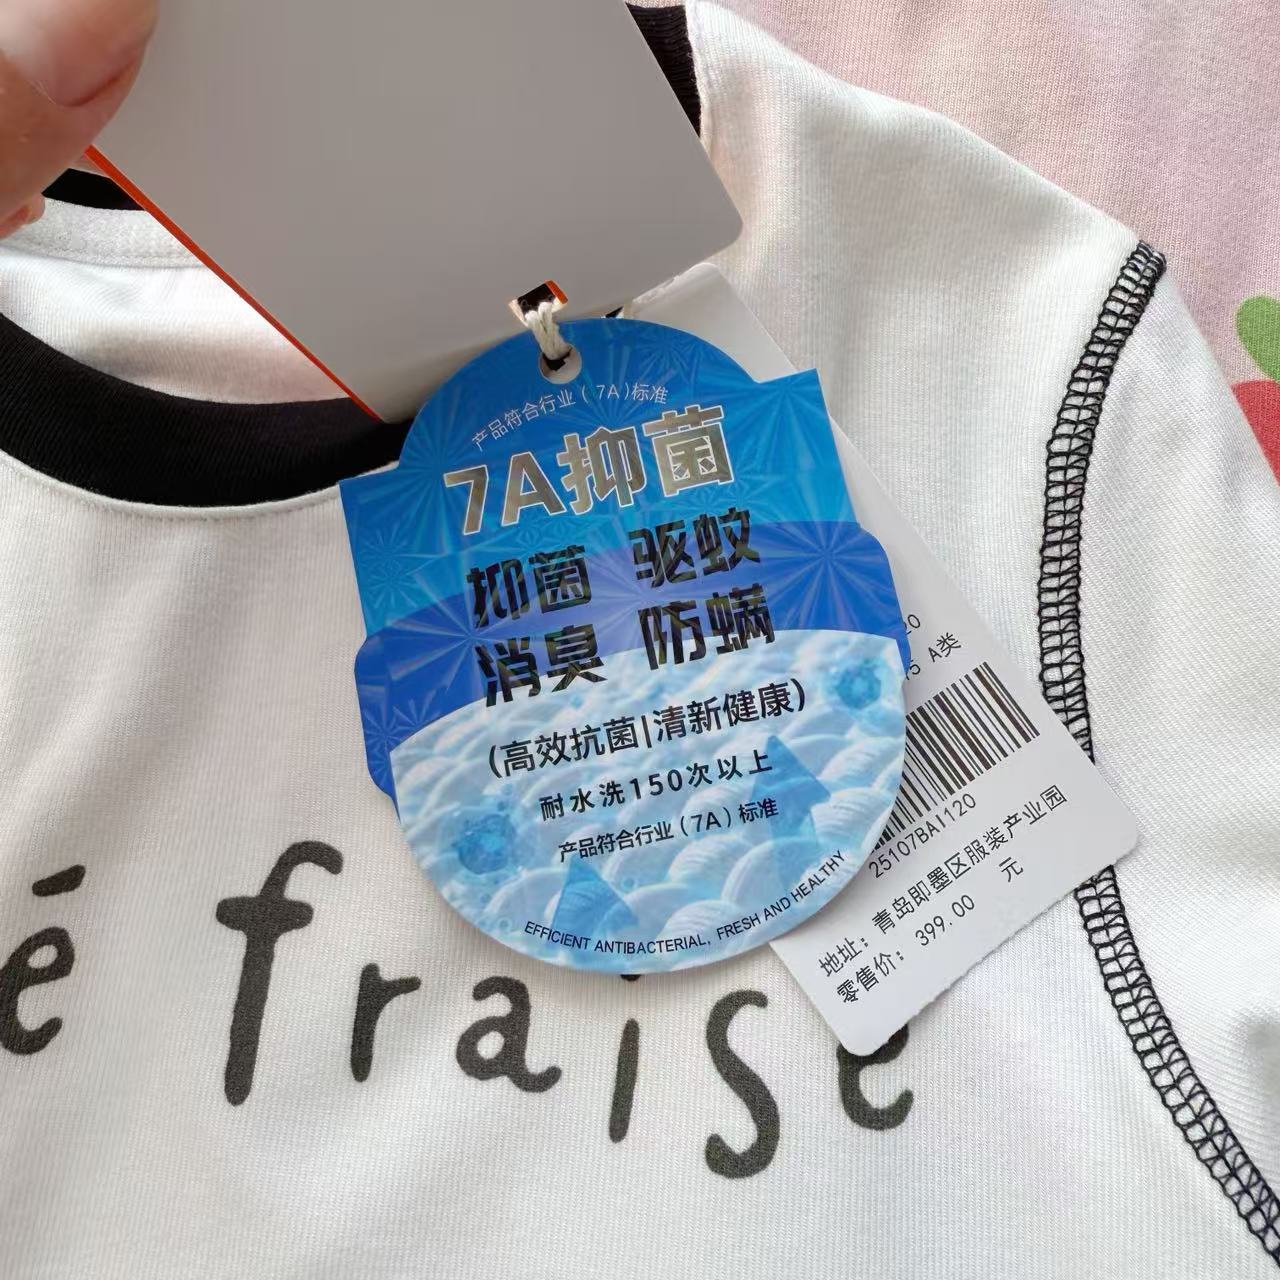 产品符合行业(7A)标准
7A抑菌
抑菌 驱蚊
消臭 防螨
(高效抗菌|清新健康)
耐水洗150次以上
产品符合行业(7A)标准
EFFICIENT ANTIBACTERIAL, FRESH AND HEALTHY
20
5 A类
25107BA1120
地址: 青岛即墨区服装产业园
零售价: 399.00 元
é fraise